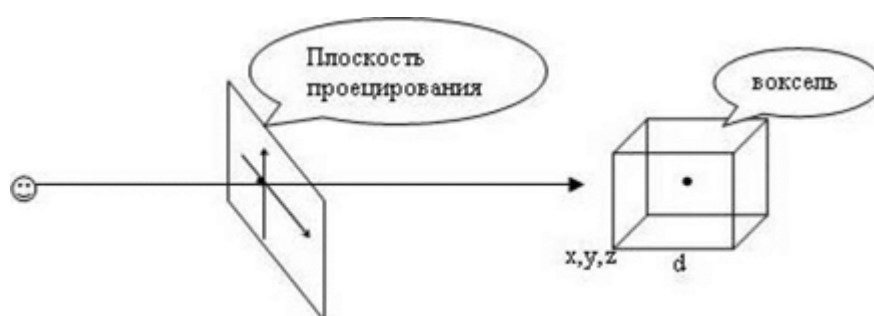 Плоскость
проецирования
воксель
x,y,z
d